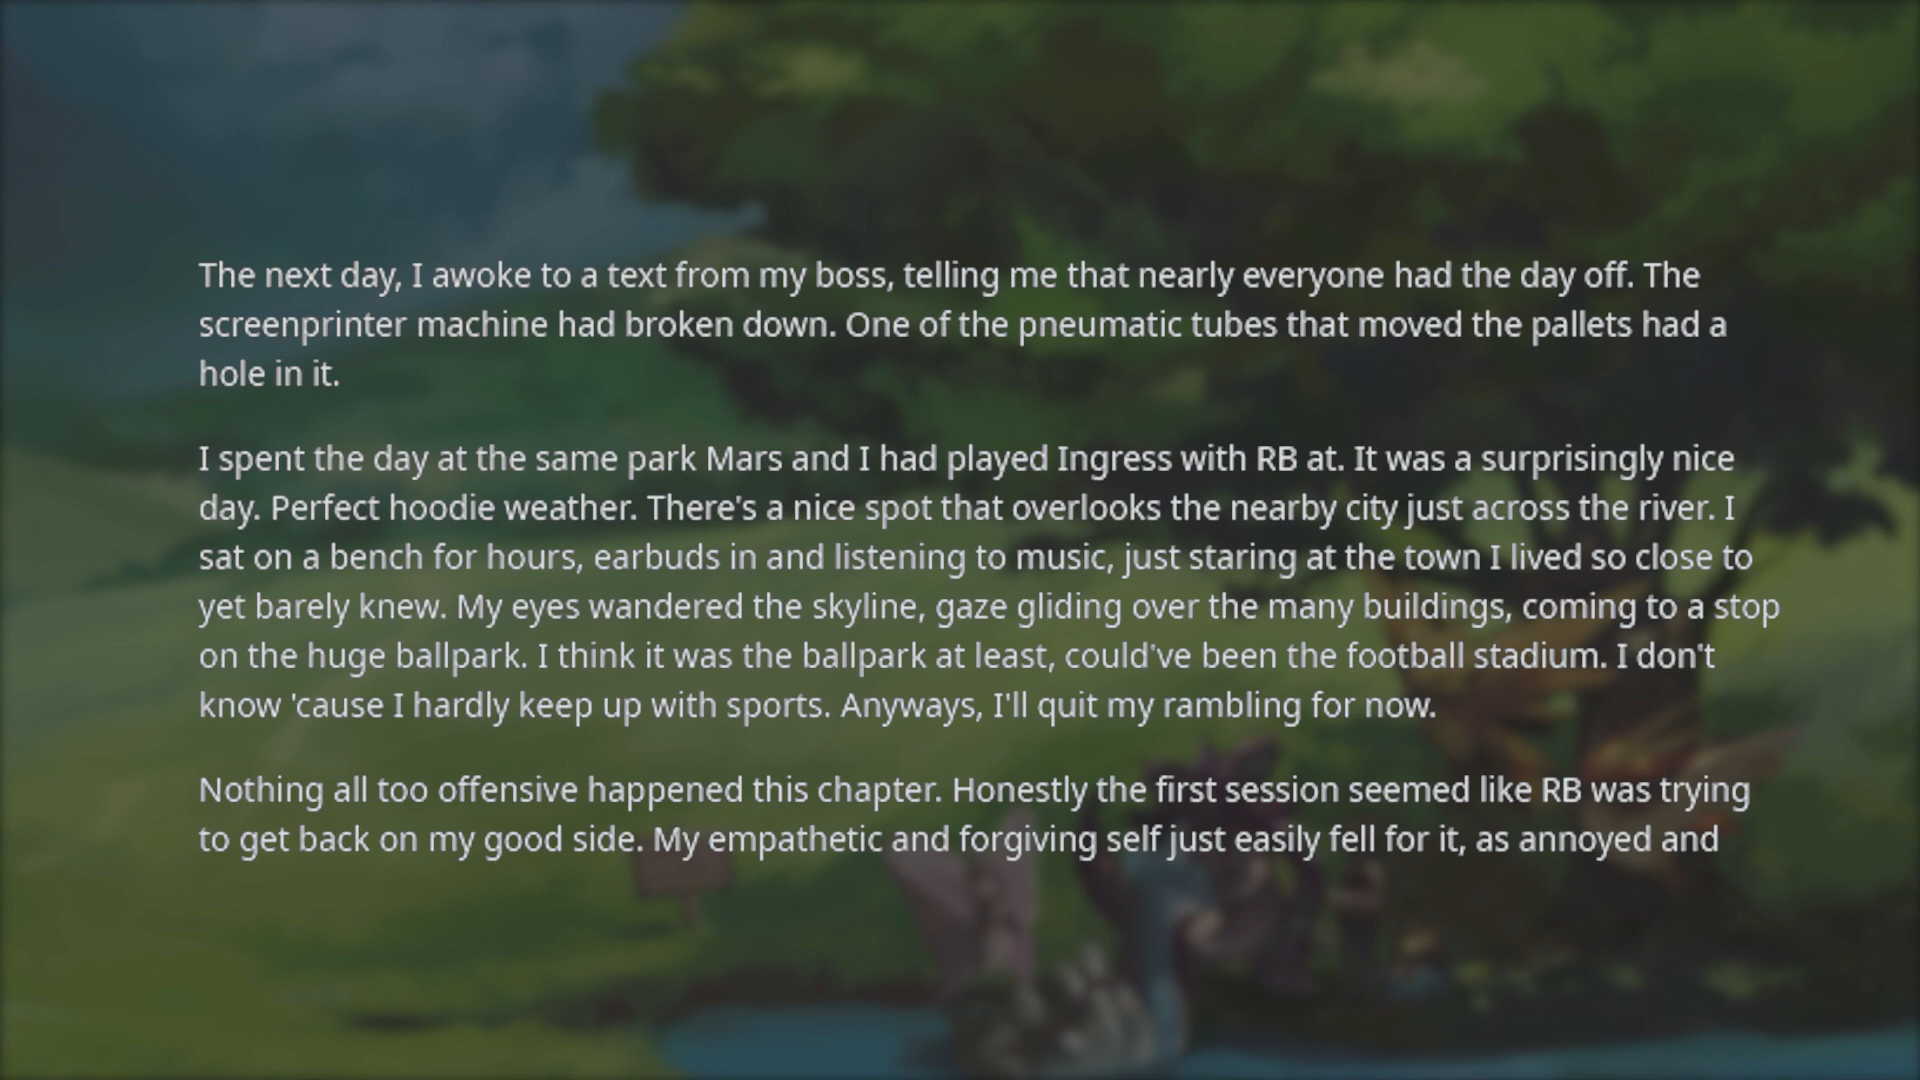 The next day, I awoke to a text from my boss, telling me that nearly everyone had the day off. The
screenprinter machine had broken down. One of the pneumatic tubes that moved the pallets had a
hole in it.
I spent the day at the same park Mars and I had played Ingress with RB at. It was a surprisingly nice
day. Perfect hoodie weather. There's a nice spot that overlooks the nearby city just across the river. I
sat on a bench for hours, earbuds in and listening to music, just staring at the town I lived so close to
yet barely knew. My eyes wandered the skyline, gaze gliding over the many buildings, coming to a stop
on the huge ballpark. I think it was the ballpark at least, could've been the football stadium. I don't
know 'cause I hardly keep up with sports. Anyways, I'll quit my rambling for now.
Nothing all too offensive happened this chapter. Honestly the first session seemed like RB was trying
to get back on my good side. My empathetic and forgiving self just easily fell for it, as annoyed and